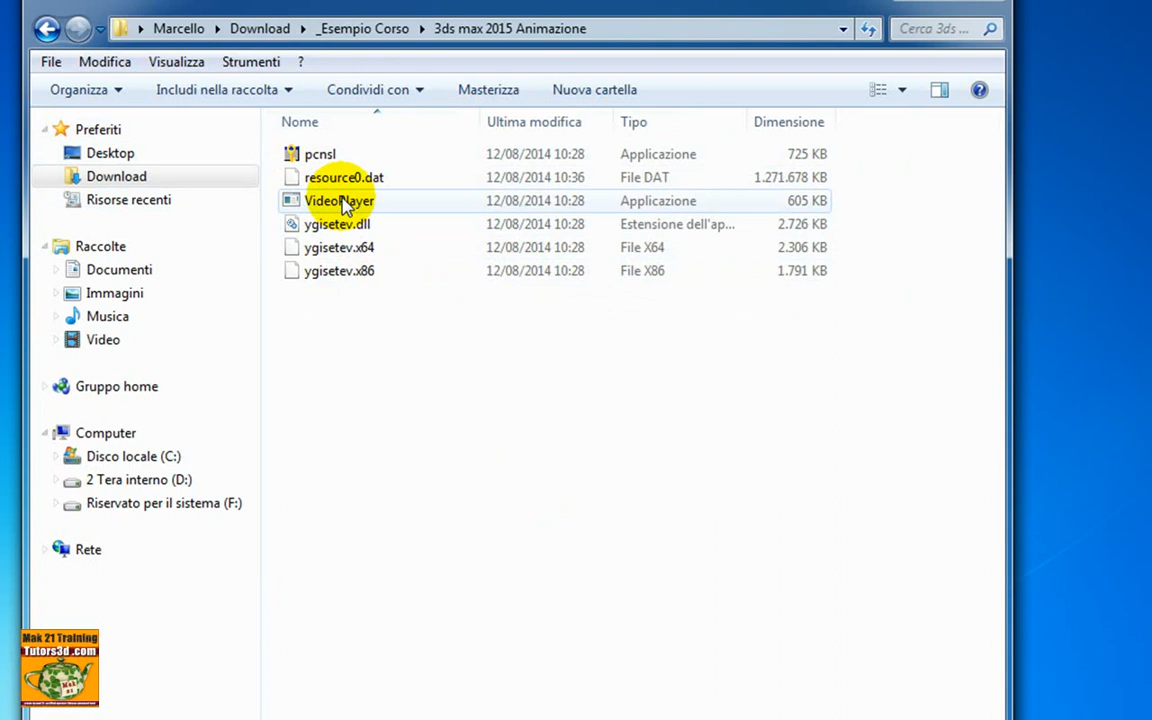 Marcello Download _Esempio Corso 3ds max 2015 Animazione Cerca 3ds ...
File Modifica Visualizza Strumenti ?
Organizza Includi nella raccolta Condividi con Masterizza Nuova cartella
Preferiti
Desktop
Download
Risorse recenti
Raccolte
Documenti
Immagini
Musica
Video
Gruppo home
Computer
Disco locale (C:)
2 Tera interno (D:)
Riservato per il sistema (F:)
Rete
Nome Ultima modifica Tipo Dimensione
pcnsl 12/08/2014 10:28 Applicazione 725 KB
resource0.dat 12/08/2014 10:36 File DAT 1.271.678 KB
VideoPlayer 12/08/2014 10:28 Applicazione 605 KB
ygisetev.dll 12/08/2014 10:28 Estensione dell'ap... 2.726 KB
ygisetev.x64 12/08/2014 10:28 File X64 2.306 KB
ygisetev.x86 12/08/2014 10:28 File X86 1.791 KB
Mak 21 Training
Tutors3d .com
Mak
21